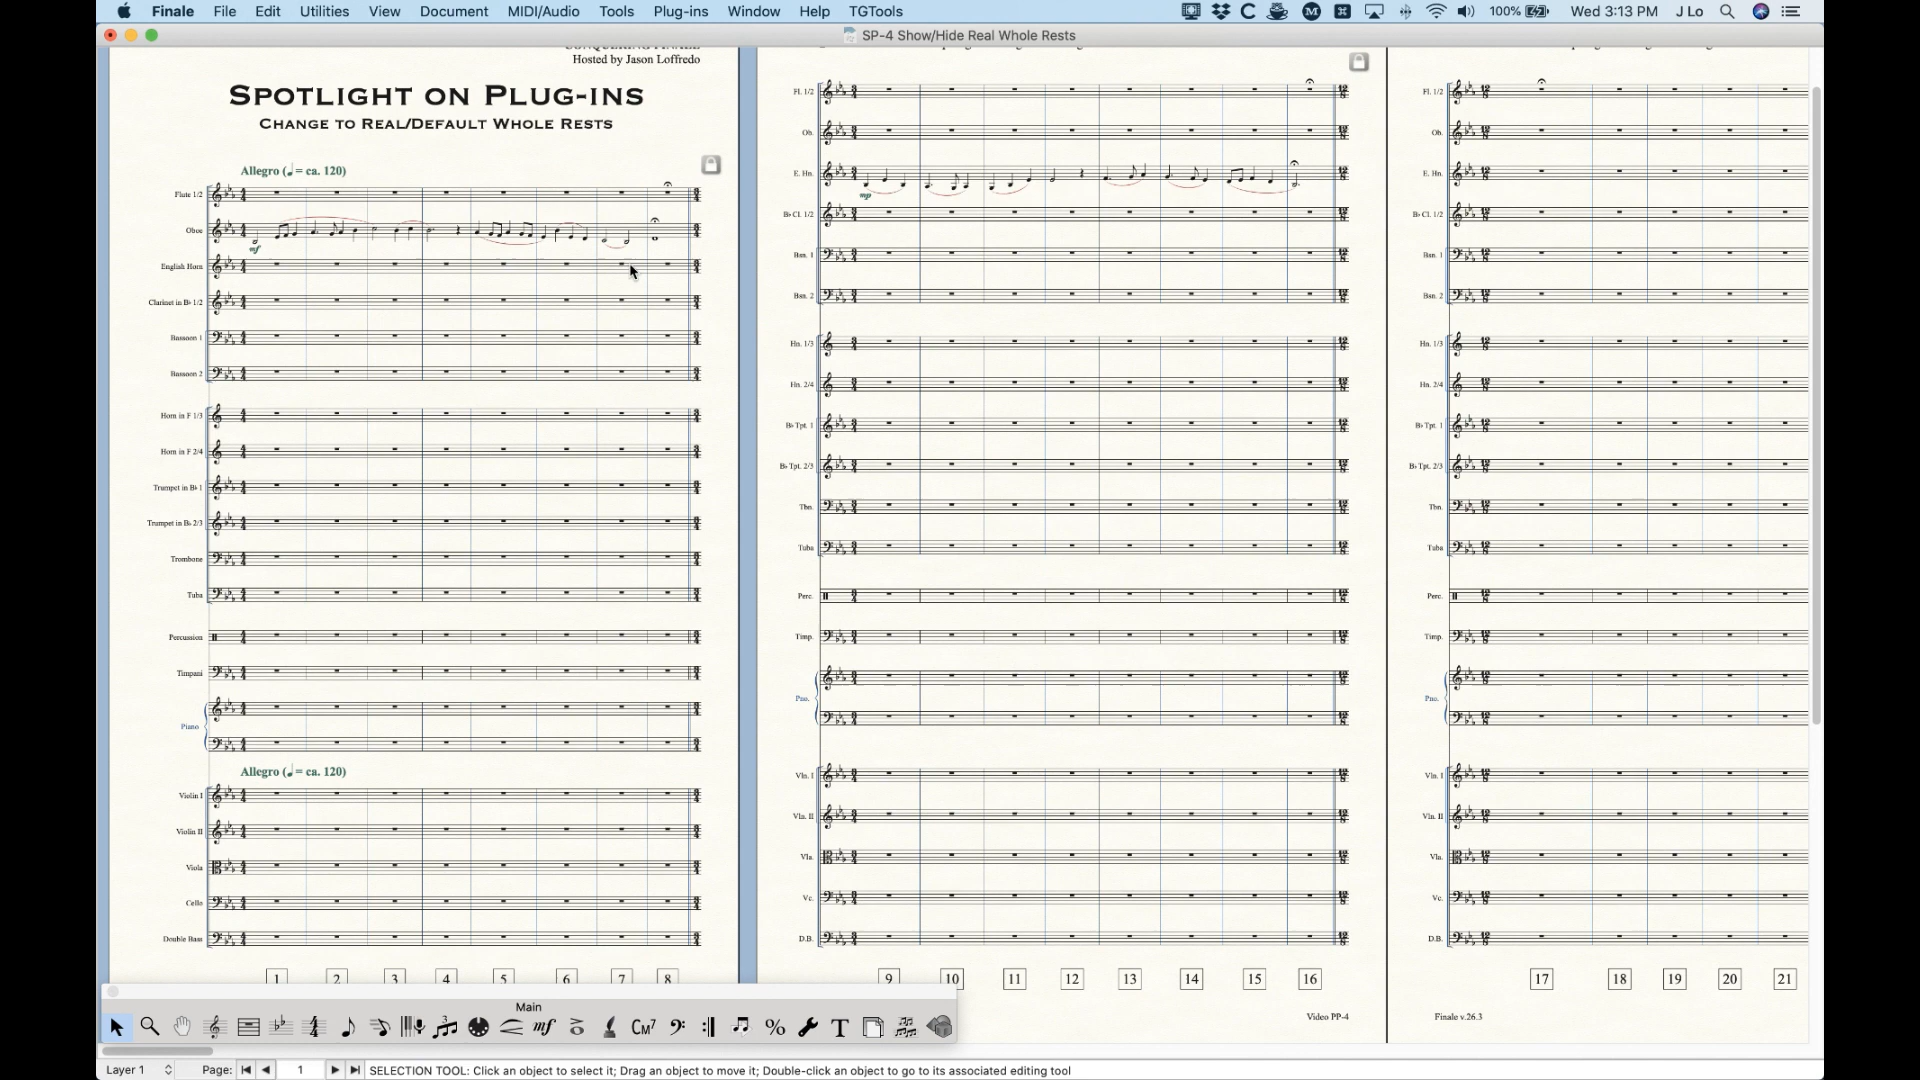 Finale File Edit Utilities View Document MIDI/Audio Tools Plug-ins Window Help TGTools 100% Wed 3:13 PM J Lo
SP-4 Show/Hide Real Whole Rests
Hosted by Jason Loffredo
Spotlight on Plug-ins
Change to Real/Default Whole Rests
Allegro (♩ = ca. 120)
Flute 1/2
Oboe
mf
English Horn
Clarinet in B♭ 1/2
Bassoon 1
Bassoon 2
Horn in F 1/3
Horn in F 2/4
Trumpet in B♭ 1
Trumpet in B♭ 2/3
Trombone
Tuba
Percussion
Timpani
Piano
Allegro (♩ = ca. 120)
Violin I
Violin II
Viola
Cello
Double Bass
1 2 3 4 5 6 7 8
Fl. 1/2
Ob.
E. Hn.
mp
B♭ Cl. 1/2
Bsn. 1
Bsn. 2
Hn. 1/3
Hn. 2/4
B♭ Tpt. 1
B♭ Tpt. 2/3
Tbn.
Tuba
Perc.
Timp.
Pno.
Vln. I
Vln. II
Vla.
Vc.
D.B.
9 10 11 12 13 14 15 16
Video PP-4
Fl. 1/2
Ob.
E. Hn.
B♭ Cl. 1/2
Bsn. 1
Bsn. 2
Hn. 1/3
Hn. 2/4
B♭ Tpt. 1
B♭ Tpt. 2/3
Tbn.
Tuba
Perc.
Timp.
Pno.
Vln. I
Vln. II
Vla.
Vc.
D.B.
17 18 19 20 21
Finale v.26.3
Main
mf CM7 % T
Layer 1 Page: 1 SELECTION TOOL: Click an object to select it; Drag an object to move it; Double-click an object to go to its associated editing tool